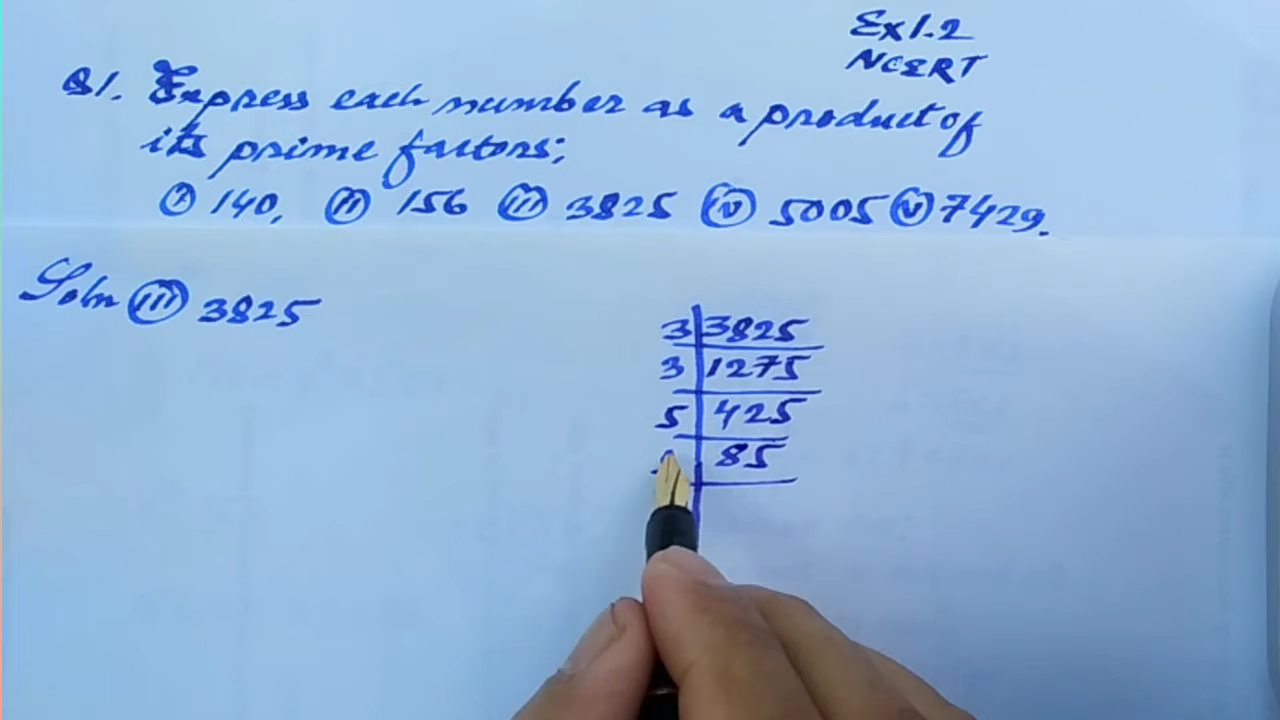 Ex1.2
NCERT
Q1. Express each number as a product of
its prime factors;
(i) 140, (ii) 156 (iii) 3825 (iv) 5005 (v) 7429.
Soln (iii) 3825
3 3825
3 1275
5 425
85